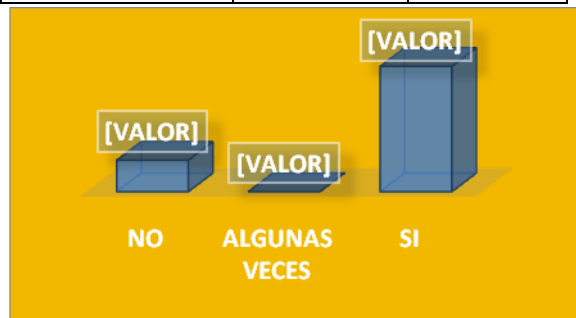 [VALOR]
[VALOR]
[VALOR]
NO
ALGUNAS
VECES
SI